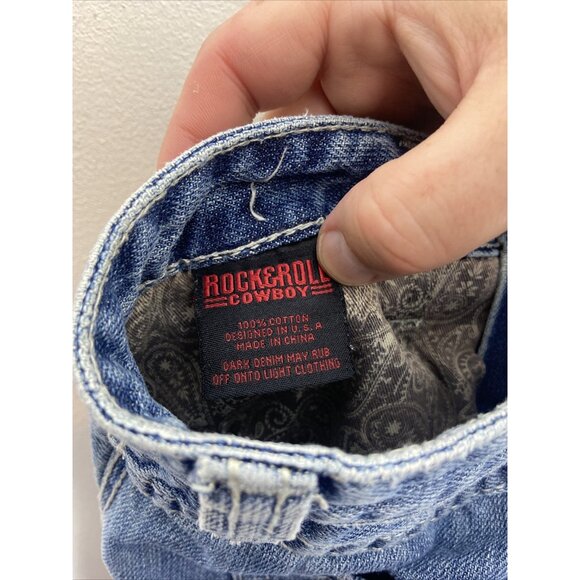 ROCK&ROLL
COWBOY
100% COTTON
DESIGNED IN U.S.A
MADE IN CHINA
DARK DENIM MAY RUB
OFF ONTO LIGHT CLOTHING